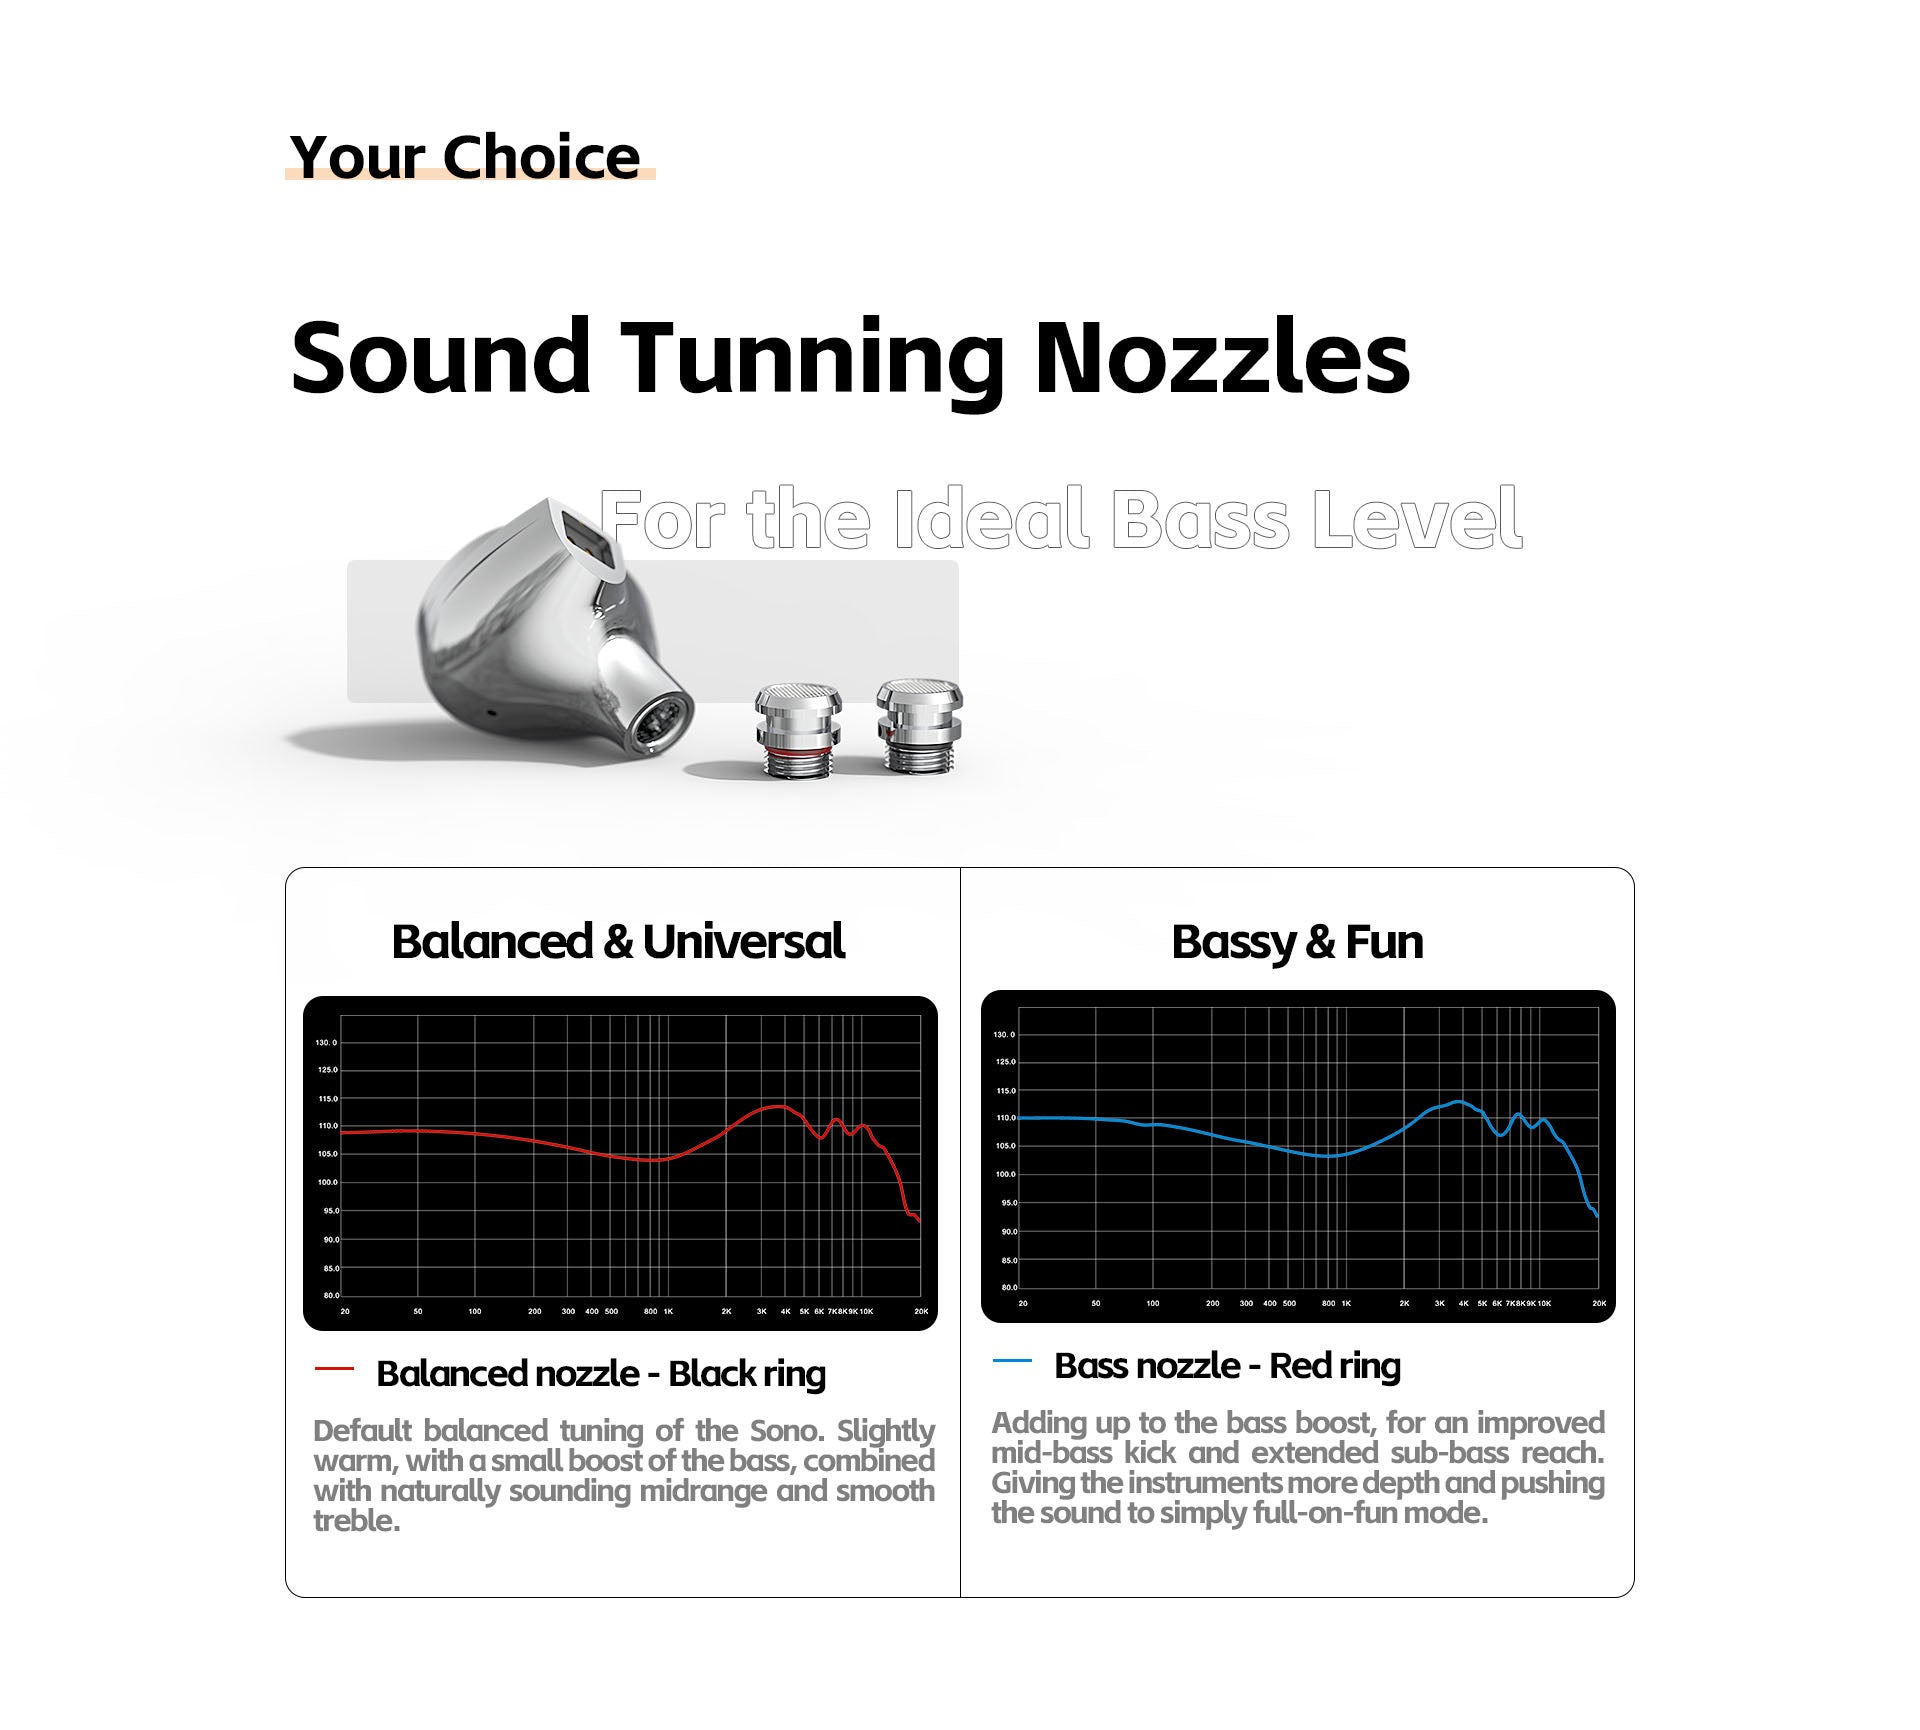 Your Choice
Sound Tunning Nozzles
For the Ideal Bass Level
Balanced & Universal
130. 0
125.0
115.0
110.0
105.0
100.0
95.0
90.0
85.0
80.0
20 50 100 200 300 400 500 800 1K 2K 3K 4K 5K 6K 7K8K9K10K 20K
Balanced nozzle - Black ring
Default balanced tuning of the Sono. Slightly
warm, with a small boost of the bass, combined
with naturally sounding midrange and smooth
treble.
Bassy & Fun
130. 0
125.0
115.0
110.0
105.0
100.0
95.0
90.0
85.0
80.0
20 50 100 200 300 400 500 800 1K 2K 3K 4K 5K 6K 7K8K9K10K 20K
Bass nozzle - Red ring
Adding up to the bass boost, for an improved
mid-bass kick and extended sub-bass reach.
Giving the instruments more depth and pushing
the sound to simply full-on-fun mode.